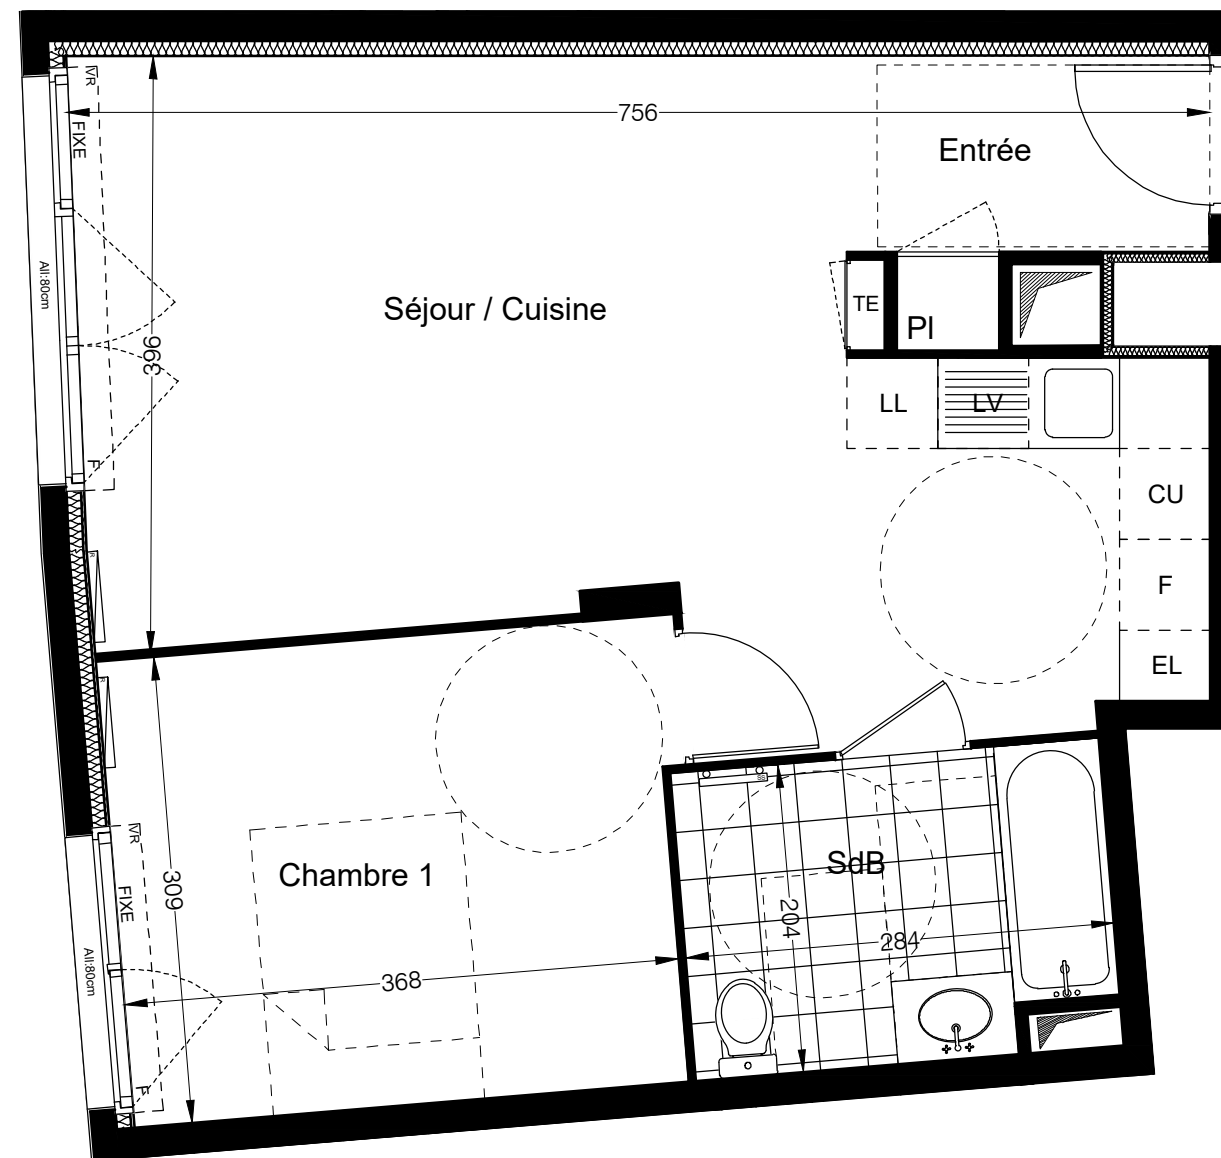 VR
756
FIXE
Entrée
All:80cm
Séjour / Cuisine
TE
Pl
396
LL
LV
F
CU
F
EL
R
R
VR
Chambre 1
SdB
309
FIXE
204
284
All:80cm
368
F